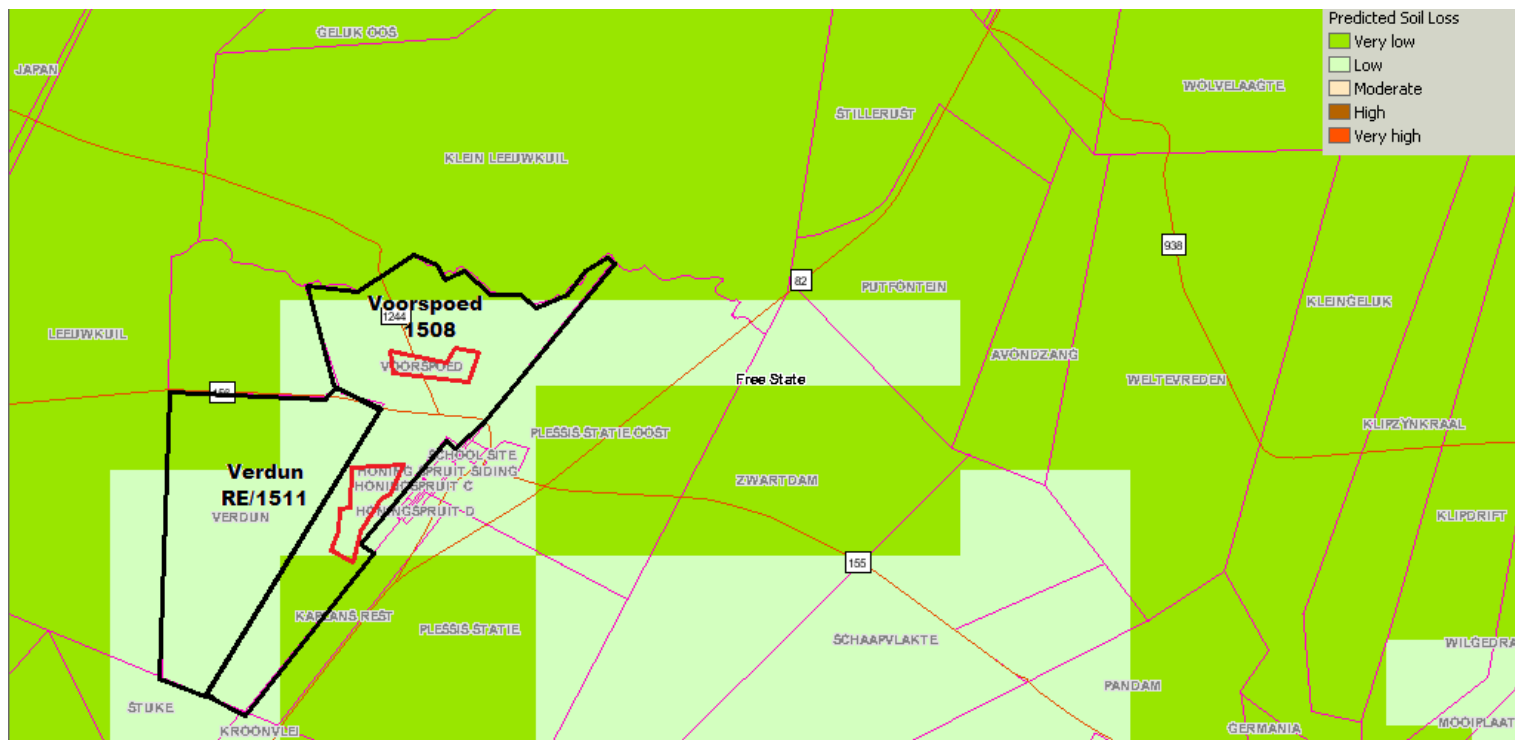 Predicted Soil Loss
Very low
Low
Moderate
High
Very high
GELUK OOS
JAPAN
WOLVELAAGTE
STILLERUST
KLEIN LEEUWKUIL
938
82
PUTFONTEIN
KLEINGELUK
Voorspoed
1508
1244
LEEUWKUIL
AVONDZANG
VOORSPOED
Free State
WELTEVREDEN
KLIPZYNKRAAL
PLESSIS STATIE OOST
SCHOOL SITE
Verdun
RE/1511
HONING SPRUIT SIDING
HONINGSPRUIT C
ZWARTDAM
VERDUN
HONINGSPRUIT D
KLIPDRIFT
155
KAPLANS REST
PLESSIS STATIE
SCHAAPVLAKTE
WILGEDRA
PANDAM
STUKE
KROONVLEI
GERMANIA
MOOIPLAAT